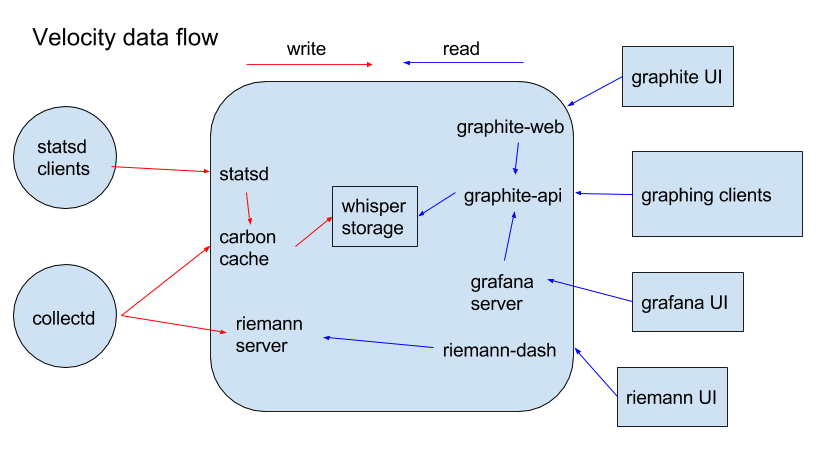 Velocity data flow
write
read
graphite UI
statsd
clients
statsd
carbon
cache
whisper
storage
graphite-web
graphite-api
graphing clients
grafana
server
grafana UI
collectd
riemann
server
riemann-dash
riemann UI